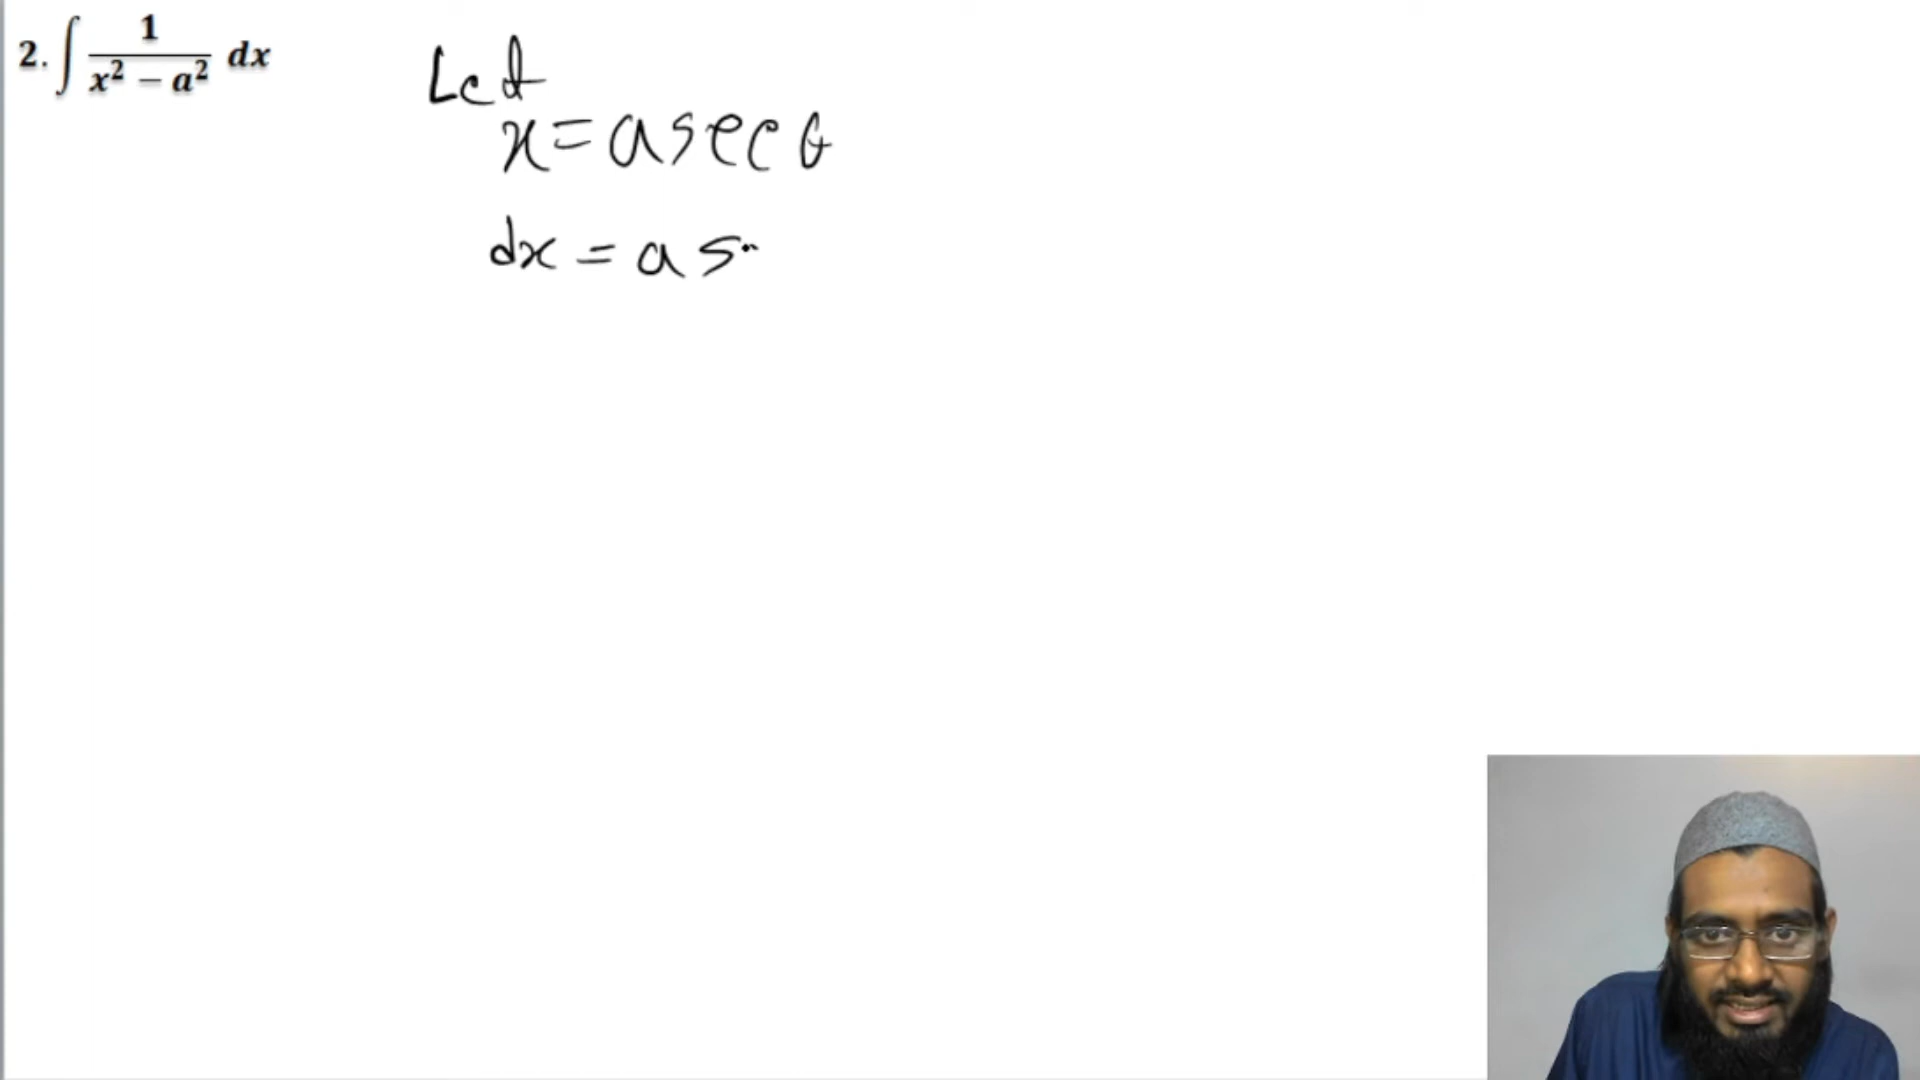 2. ∫ 1/(x² − a²) dx
Let
x = a sec θ
dx = a s